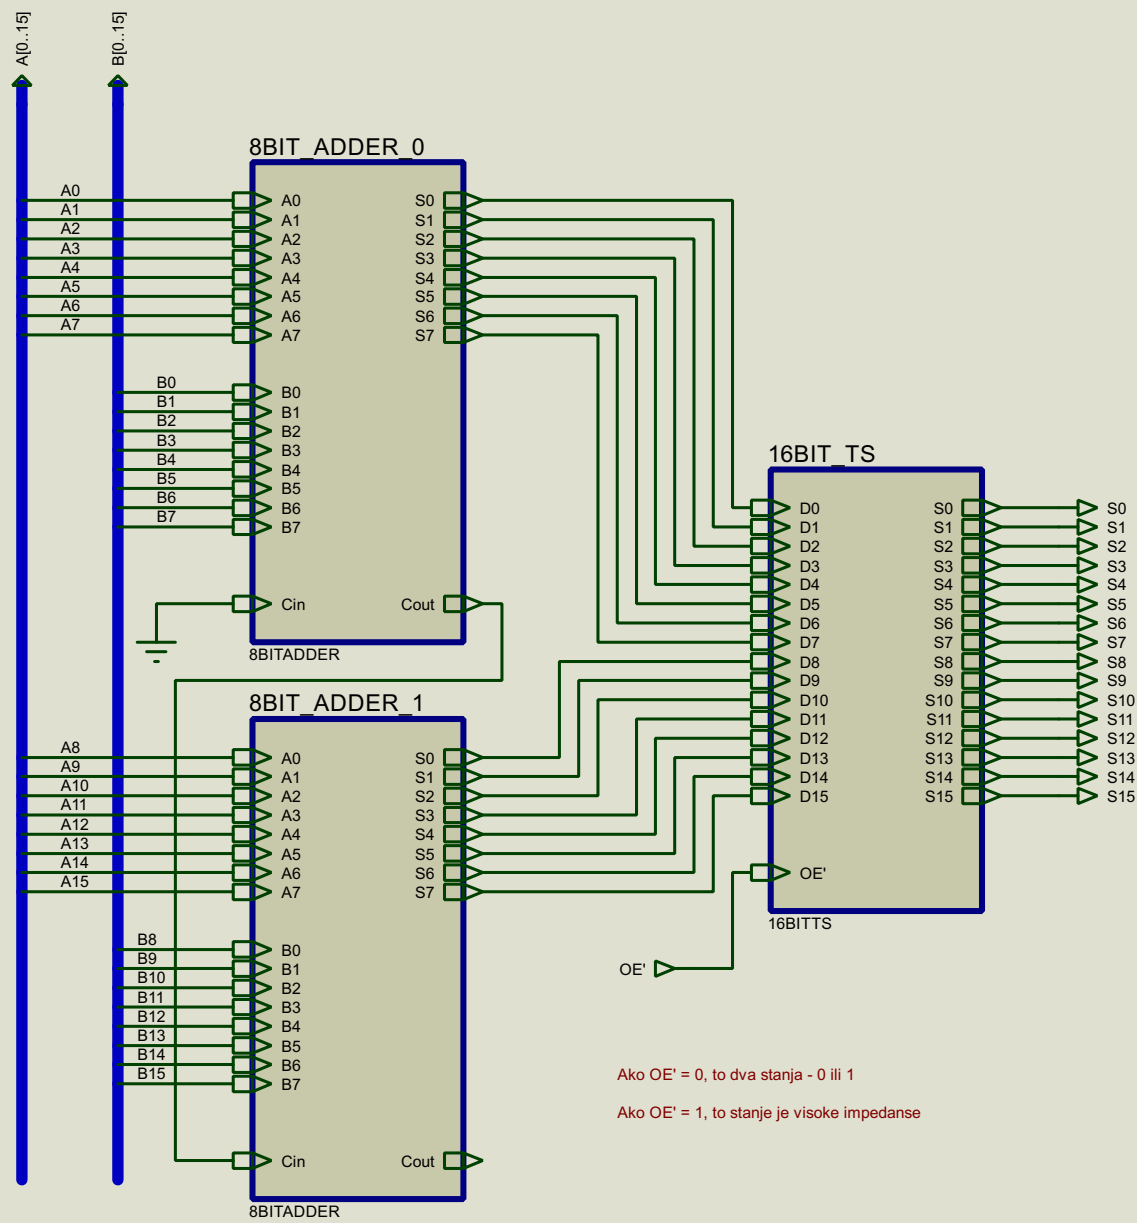 A[0..15]
B[0..15]
8BIT_ADDER_0
A0
A1
A2
A3
A4
A5
A6
A7
A0
A1
A2
A3
A4
A5
A6
A7
S0
S1
S2
S3
S4
S5
S6
S7
B0
B1
B2
B3
B4
B5
B6
B7
B0
B1
B2
B3
B4
B5
B6
B7
Cin
Cout
8BITADDER
8BIT_ADDER_1
A8
A9
A10
A11
A12
A13
A14
A15
A0
A1
A2
A3
A4
A5
A6
A7
S0
S1
S2
S3
S4
S5
S6
S7
B8
B9
B10
B11
B12
B13
B14
B15
B0
B1
B2
B3
B4
B5
B6
B7
Cin
Cout
8BITADDER
16BIT_TS
D0
D1
D2
D3
D4
D5
D6
D7
D8
D9
D10
D11
D12
D13
D14
D15
S0
S1
S2
S3
S4
S5
S6
S7
S8
S9
S10
S11
S12
S13
S14
S15
S0
S1
S2
S3
S4
S5
S6
S7
S8
S9
S10
S11
S12
S13
S14
S15
OE'
16BITTS
OE'
Ako OE' = 0, to dva stanja - 0 ili 1
Ako OE' = 1, to stanje je visoke impedanse